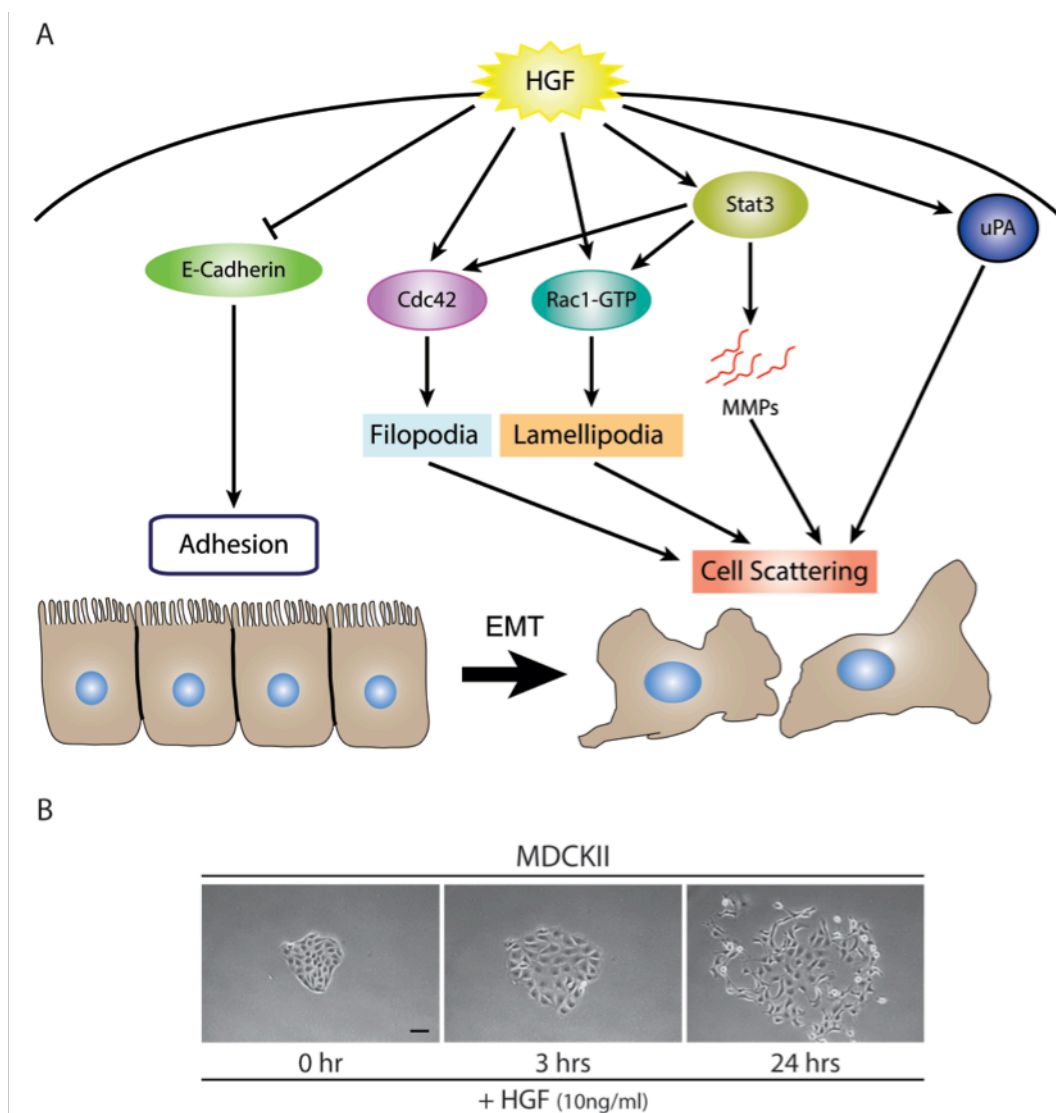 A
HGF
Stat3
uPA
E-Cadherin
Cdc42
Rac1-GTP
MMPs
Filopodia
Lamellipodia
Adhesion
Cell Scattering
EMT
B
MDCKII
0 hr
3 hrs
24 hrs
+ HGF (10ng/ml)